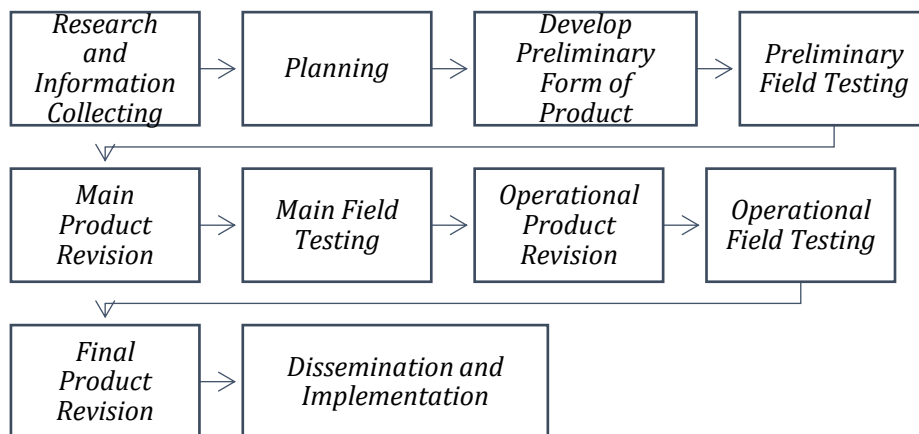 Research
and
Information
Collecting
Planning
Develop
Preliminary
Form of
Product
Preliminary
Field Testing
Main
Product
Revision
Main Field
Testing
Operational
Product
Revision
Operational
Field Testing
Final
Product
Revision
Dissemination and
Implementation